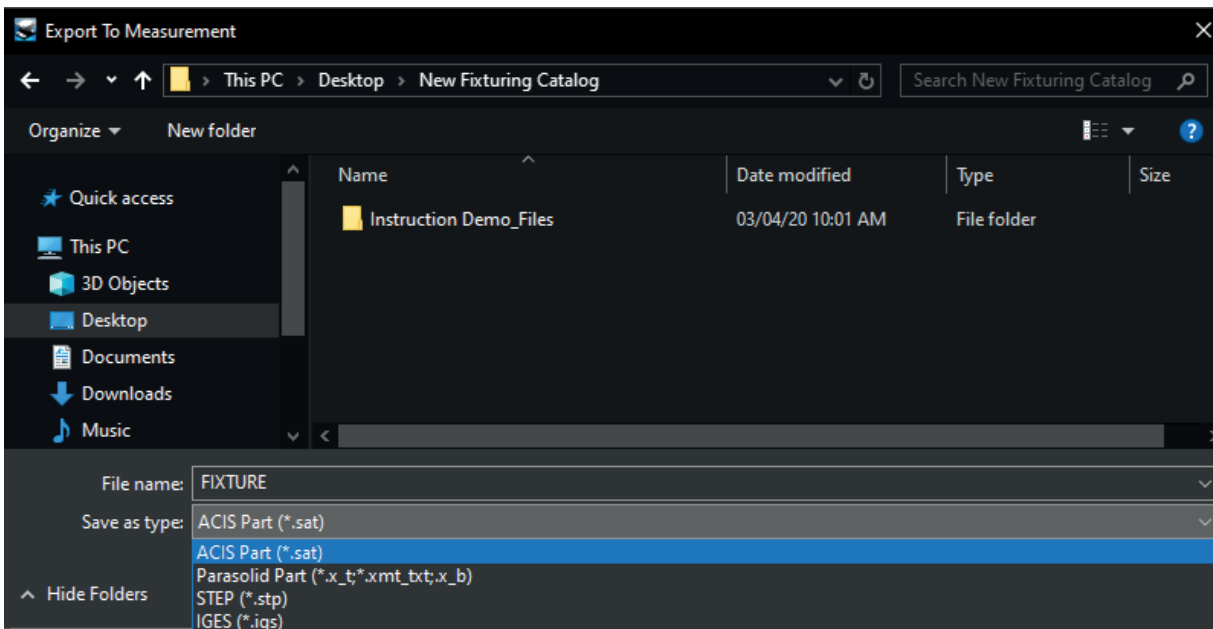 Export To Measurement
This PC > Desktop > New Fixturing Catalog
Search New Fixturing Catalog
Organize
New folder
?
Name
Date modified
Type
Size
Quick access
Instruction Demo_Files
03/04/20 10:01 AM
File folder
This PC
3D Objects
Desktop
Documents
Downloads
Music
File name: FIXTURE
Save as type: ACIS Part (*.sat)
ACIS Part (*.sat)
Parasolid Part (*.x_t;*.xmt_txt;.x_b)
Hide Folders
STEP (*.stp)
IGES (*.igs)